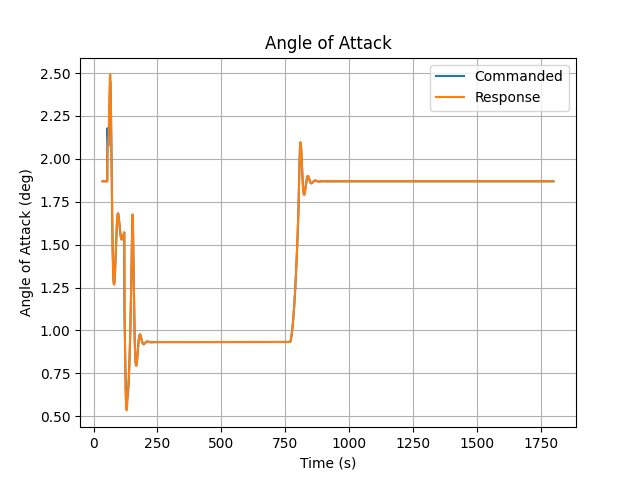 Angle of Attack
Commanded
Response
2.50
2.25
2.00
1.75
1.50
1.25
1.00
0.75
0.50
Angle of Attack (deg)
0 250 500 750 1000 1250 1500 1750
Time (s)